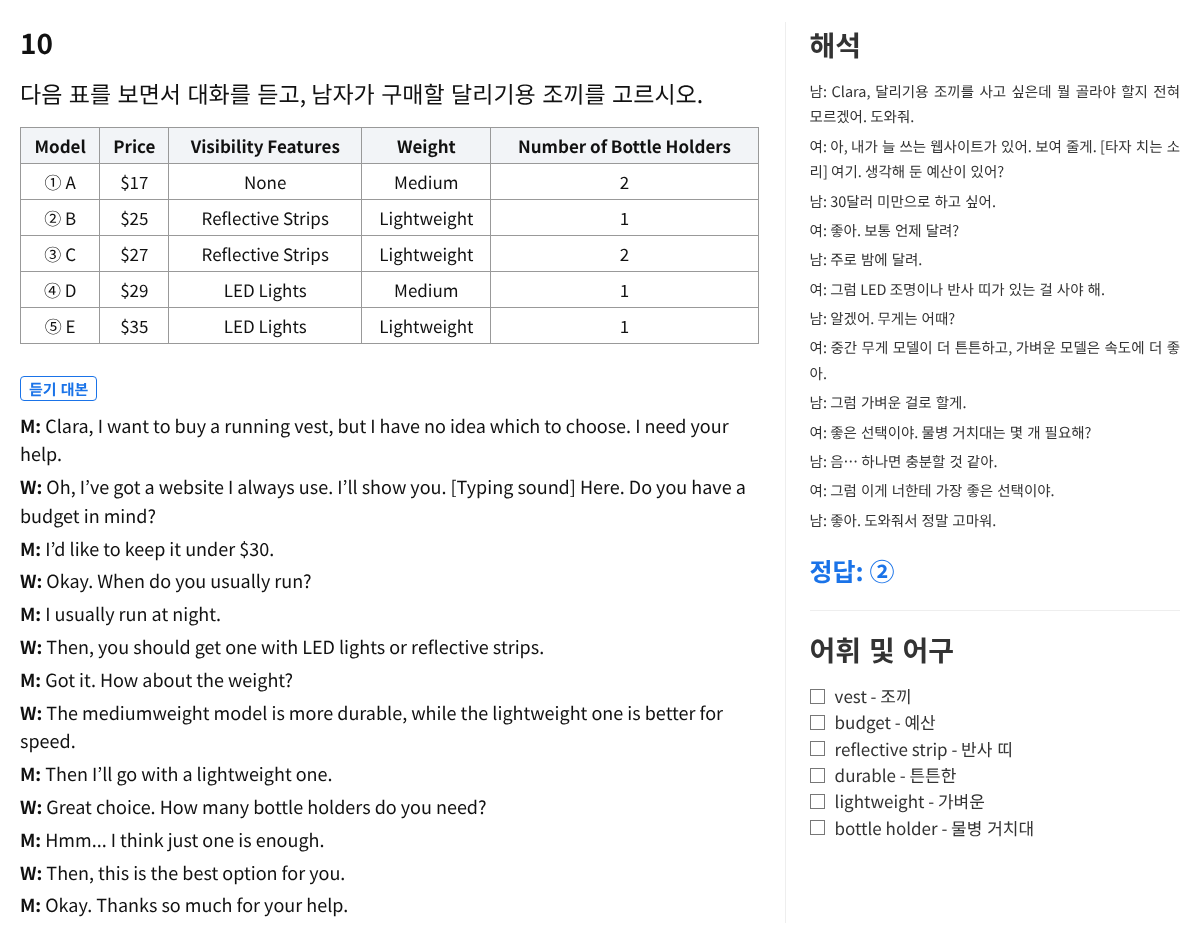 10
다음 표를 보면서 대화를 듣고, 남자가 구매할 달리기용 조끼를 고르시오.
Model Price Visibility Features Weight Number of Bottle Holders
① A $17 None Medium 2
② B $25 Reflective Strips Lightweight 1
③ C $27 Reflective Strips Lightweight 2
④ D $29 LED Lights Medium 1
⑤ E $35 LED Lights Lightweight 1
듣기 대본
M: Clara, I want to buy a running vest, but I have no idea which to choose. I need your
help.
W: Oh, I’ve got a website I always use. I’ll show you. [Typing sound] Here. Do you have a
budget in mind?
M: I’d like to keep it under $30.
W: Okay. When do you usually run?
M: I usually run at night.
W: Then, you should get one with LED lights or reflective strips.
M: Got it. How about the weight?
W: The mediumweight model is more durable, while the lightweight one is better for
speed.
M: Then I’ll go with a lightweight one.
W: Great choice. How many bottle holders do you need?
M: Hmm... I think just one is enough.
W: Then, this is the best option for you.
M: Okay. Thanks so much for your help.
해석
남: Clara, 달리기용 조끼를 사고 싶은데 뭘 골라야 할지 전혀
모르겠어. 도와줘.
여: 아, 내가 늘 쓰는 웹사이트가 있어. 보여 줄게. [타자 치는 소
리] 여기. 생각해 둔 예산이 있어?
남: 30달러 미만으로 하고 싶어.
여: 좋아. 보통 언제 달려?
남: 주로 밤에 달려.
여: 그럼 LED 조명이나 반사 띠가 있는 걸 사야 해.
남: 알겠어. 무게는 어때?
여: 중간 무게 모델이 더 튼튼하고, 가벼운 모델은 속도에 더 좋
아.
남: 그럼 가벼운 걸로 할게.
여: 좋은 선택이야. 물병 거치대는 몇 개 필요해?
남: 음… 하나면 충분할 것 같아.
여: 그럼 이게 너한테 가장 좋은 선택이야.
남: 좋아. 도와줘서 정말 고마워.
정답: ②
어휘 및 어구
☐ vest - 조끼
☐ budget - 예산
☐ reflective strip - 반사 띠
☐ durable - 튼튼한
☐ lightweight - 가벼운
☐ bottle holder - 물병 거치대